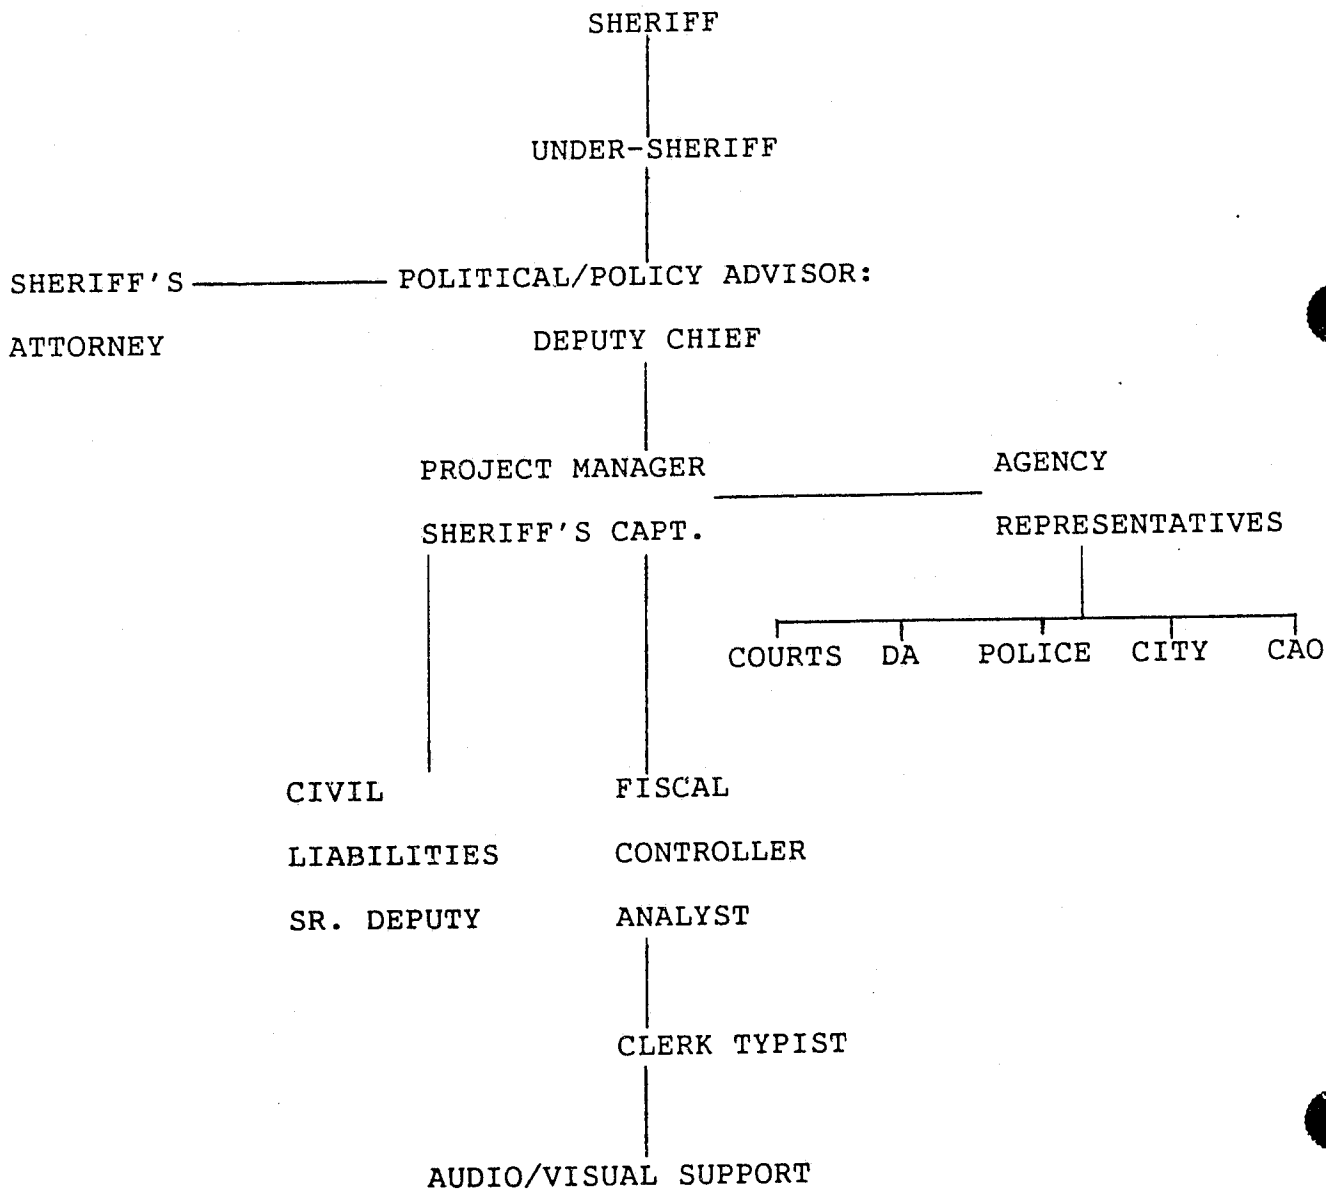 SHERIFF
UNDER-SHERIFF
SHERIFF'S
ATTORNEY
POLITICAL/POLICY ADVISOR:
DEPUTY CHIEF
PROJECT MANAGER
SHERIFF'S CAPT.
AGENCY
REPRESENTATIVES
COURTS DA POLICE CITY CAO
CIVIL
LIABILITIES
SR. DEPUTY
FISCAL
CONTROLLER
ANALYST
CLERK TYPIST
AUDIO/VISUAL SUPPORT